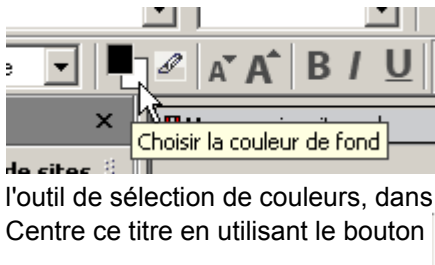 A A B I U
Choisir la couleur de fond
de sites
l'outil de sélection de couleurs, dans
Centre ce titre en utilisant le bouton